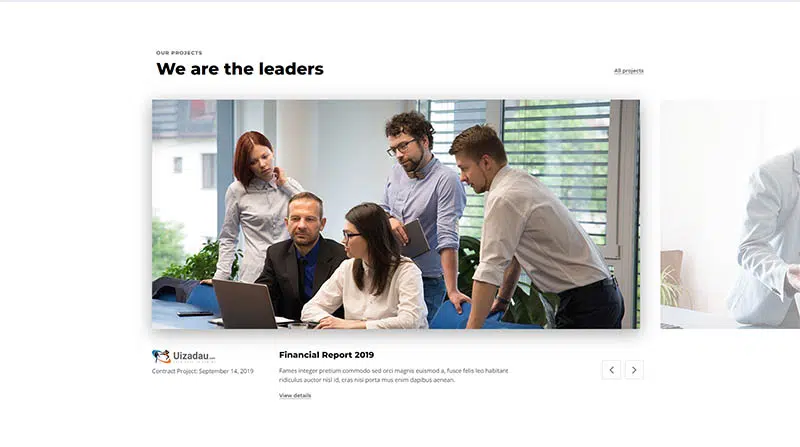 OUR PROJECTS
We are the leaders
All projects
Uizadau
Contract Project: September 14, 2019
Financial Report 2019
Fames integer pretium commodo sed orci magnis euismod a, fusce felis leo habitant
ridiculus auctor nisl id, cras nisi porta mus enim dapibus aenean.
View details